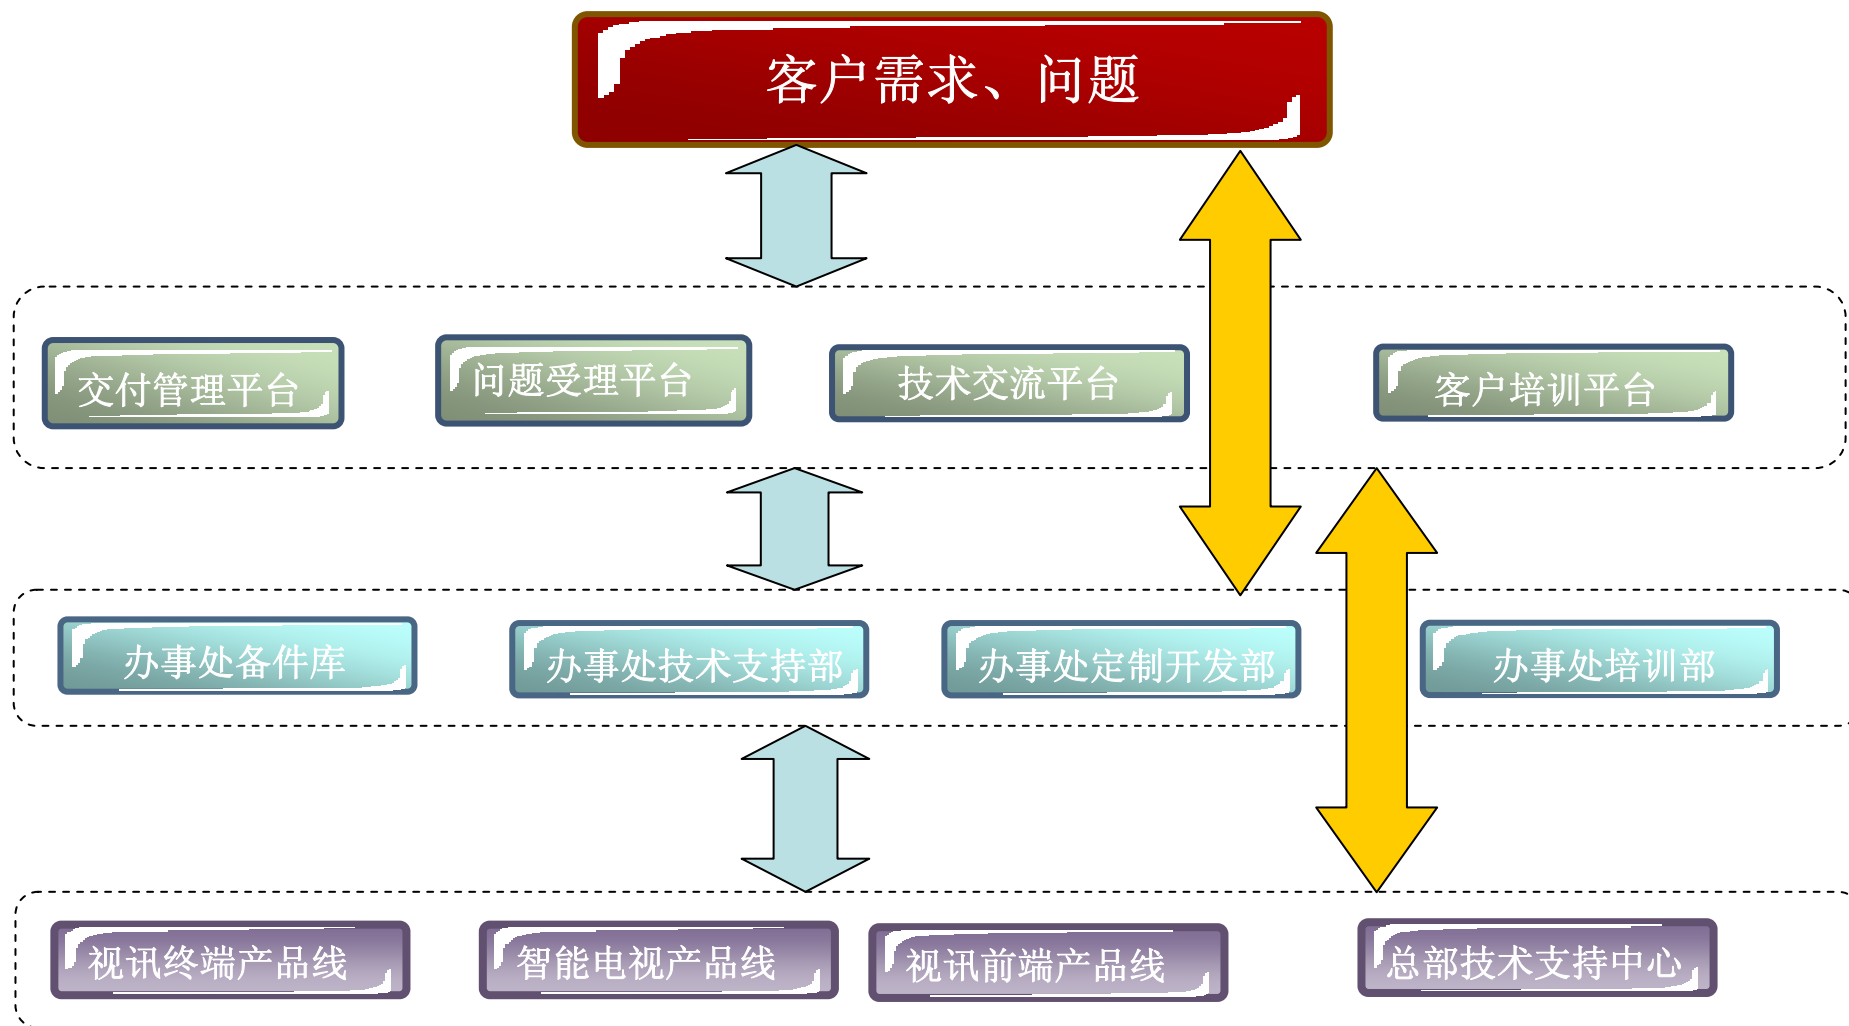 客户需求、问题
交付管理平台
问题受理平台
技术交流平台
客户培训平台
办事处备件库
办事处技术支持部
办事处定制开发部
办事处培训部
视讯终端产品线
智能电视产品线
视讯前端产品线
总部技术支持中心